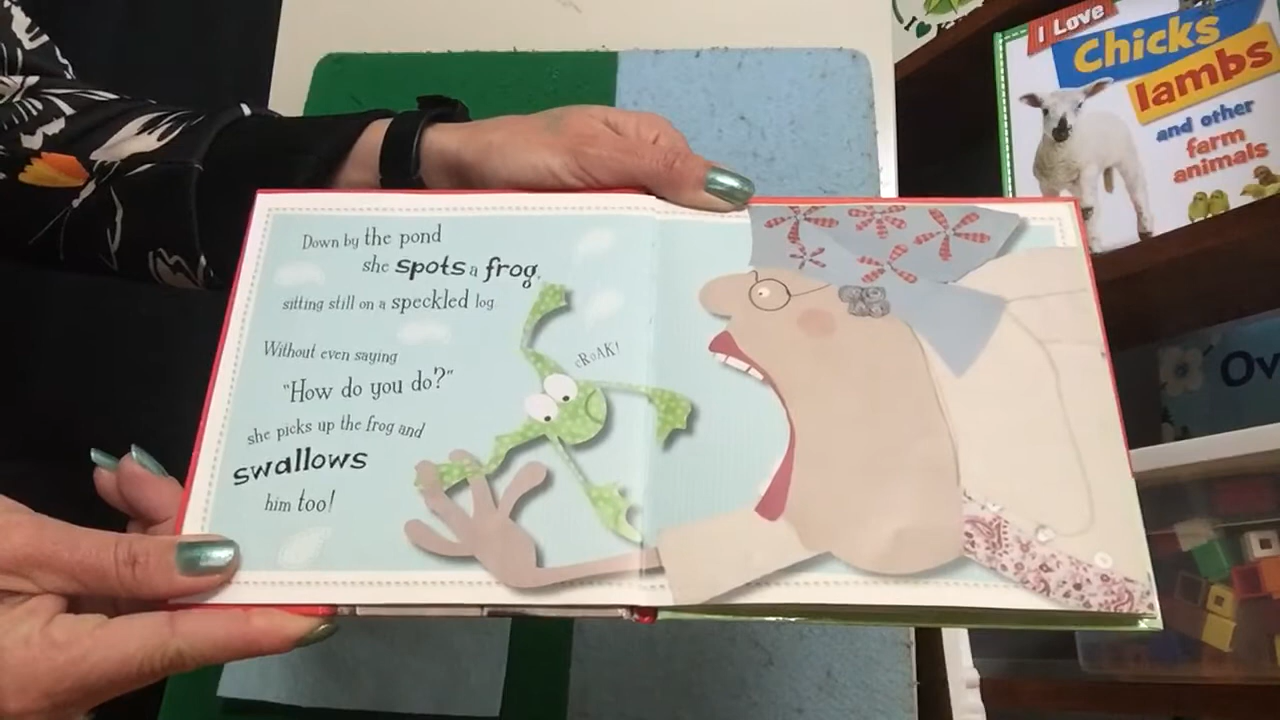 Down by the pond
she spots a frog,
sitting still on a speckled log.
Without even saying
"How do you do?"
she picks up the frog and
swallows
him too!
cRoAK!
I Love
Chicks
lambs
and other
farm
animals
Ov